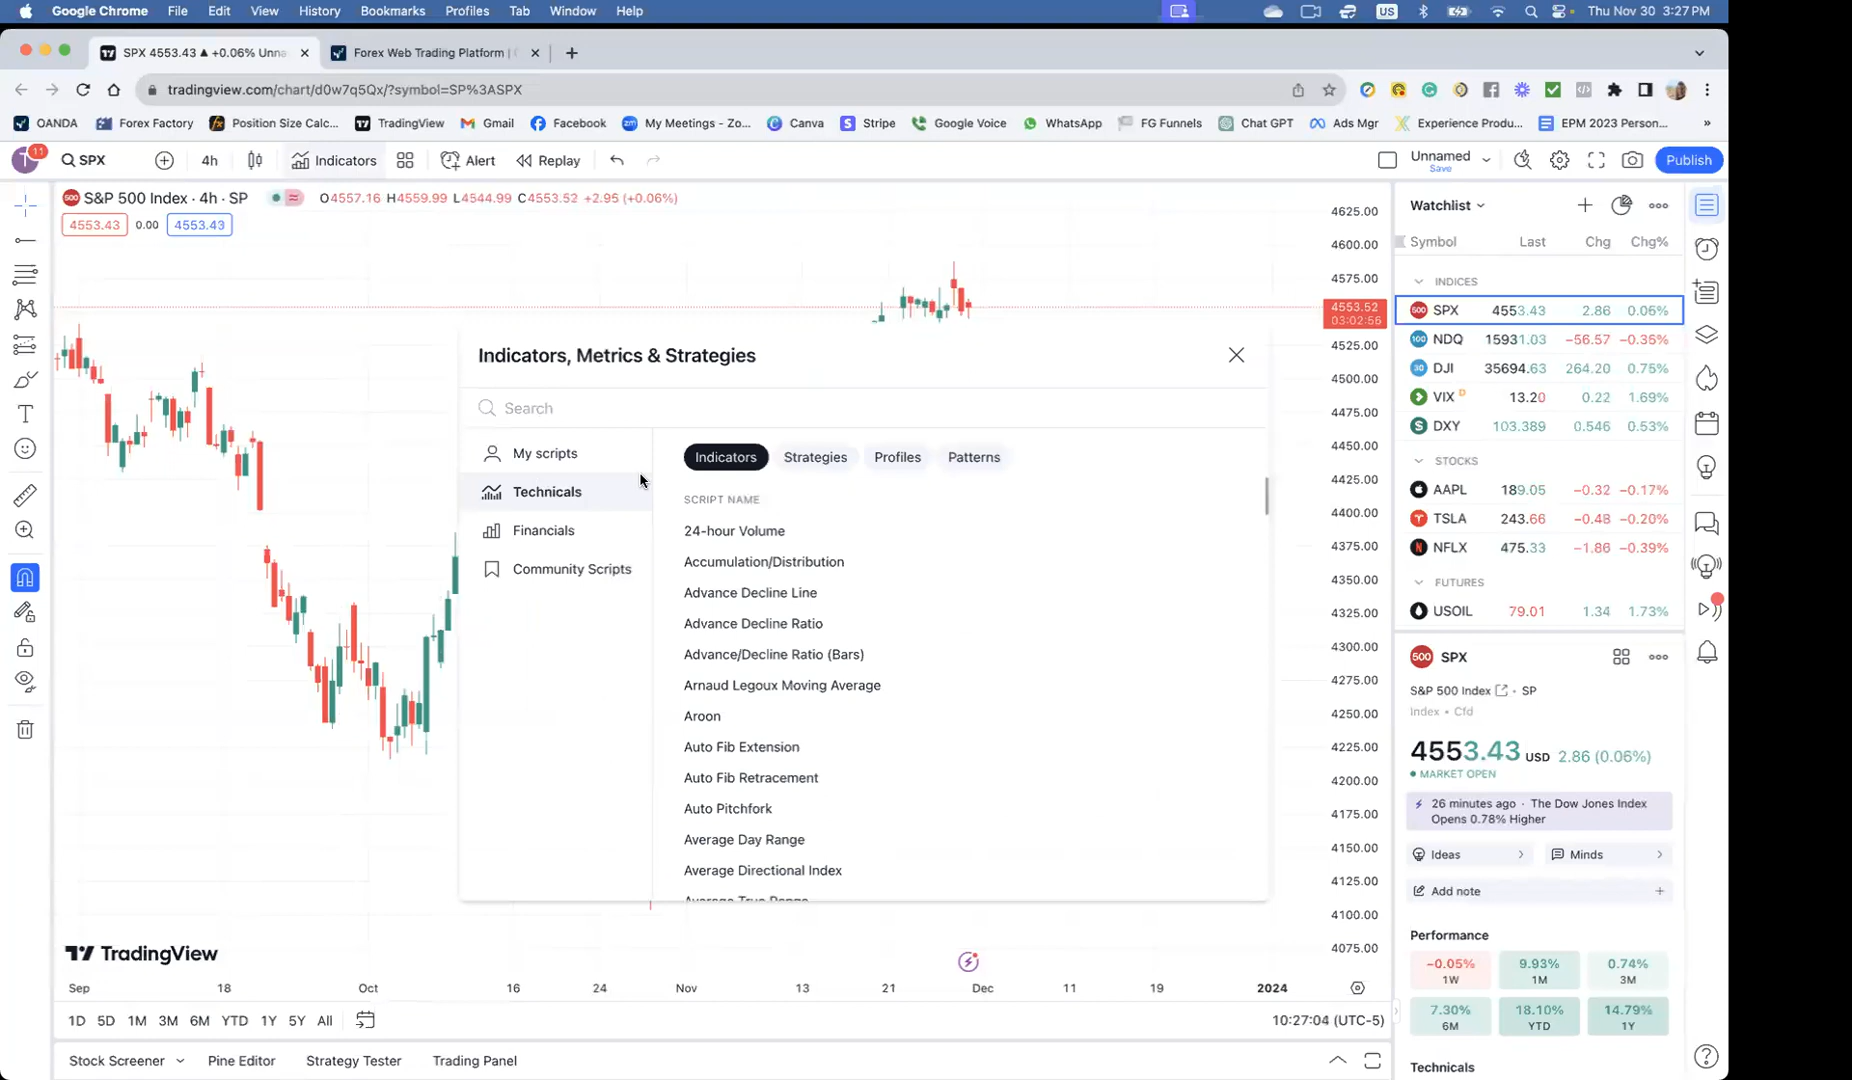 Google Chrome File Edit View History Bookmarks Profiles Tab Window Help US Thu Nov 30 3:27 PM
SPX 4553.43 ▲ +0.06% Unna Forex Web Trading Platform |
tradingview.com/chart/d0w7q5Qx/?symbol=SP%3ASPX
OANDA Forex Factory Position Size Calc... TradingView Gmail Facebook My Meetings - Zo... Canva Stripe Google Voice WhatsApp FG Funnels Chat GPT Ads Mgr Experience Produ... EPM 2023 Person... »
T 11 SPX 4h Indicators Alert Replay Unnamed Save Publish
500 S&P 500 Index · 4h · SP O4557.16 H4559.99 L4544.99 C4553.52 +2.95 (+0.06%)
4553.43 0.00 4553.43
4625.00
4600.00
4575.00
4553.52
03:02:56
4525.00
4500.00
4475.00
4450.00
4425.00
4400.00
4375.00
4350.00
4325.00
4300.00
4275.00
4250.00
4225.00
4200.00
4175.00
4150.00
4125.00
4100.00
4075.00
Indicators, Metrics & Strategies
Search
My scripts
Technicals
Financials
Community Scripts
Indicators Strategies Profiles Patterns
SCRIPT NAME
24-hour Volume
Accumulation/Distribution
Advance Decline Line
Advance Decline Ratio
Advance/Decline Ratio (Bars)
Arnaud Legoux Moving Average
Aroon
Auto Fib Extension
Auto Fib Retracement
Auto Pitchfork
Average Day Range
Average Directional Index
Average True Range
TradingView
Sep 18 Oct 16 24 Nov 13 21 Dec 11 19 2024
1D 5D 1M 3M 6M YTD 1Y 5Y All 10:27:04 (UTC-5)
Stock Screener Pine Editor Strategy Tester Trading Panel
Watchlist
Symbol Last Chg Chg%
INDICES
500 SPX 4553.43 2.86 0.06%
100 NDQ 15931.03 −56.57 −0.35%
30 DJI 35694.63 264.20 0.75%
VIX D 13.20 0.22 1.69%
DXY 103.389 0.546 0.53%
STOCKS
AAPL 189.05 −0.32 −0.17%
TSLA 243.66 −0.48 −0.20%
NFLX 475.33 −1.86 −0.39%
FUTURES
USOIL 79.01 1.34 1.73%
500 SPX
S&P 500 Index · SP
Index · Cfd
4553.43 USD 2.86 (0.06%)
MARKET OPEN
26 minutes ago · The Dow Jones Index
Opens 0.78% Higher
Ideas Minds
Add note
Performance
−0.05% 9.93% 0.74%
1W 1M 3M
7.30% 18.10% 14.79%
6M YTD 1Y
Technicals